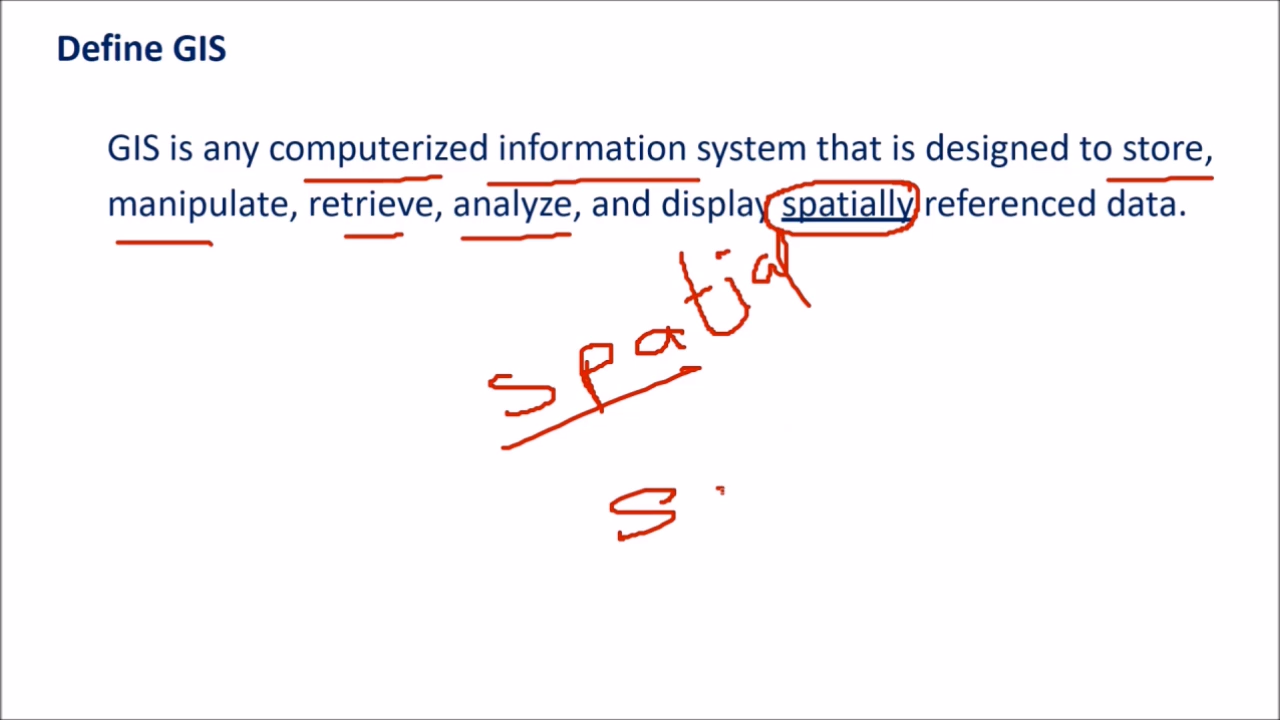 Define GIS
GIS is any computerized information system that is designed to store,
manipulate, retrieve, analyze, and display spatially referenced data.
spatial
S